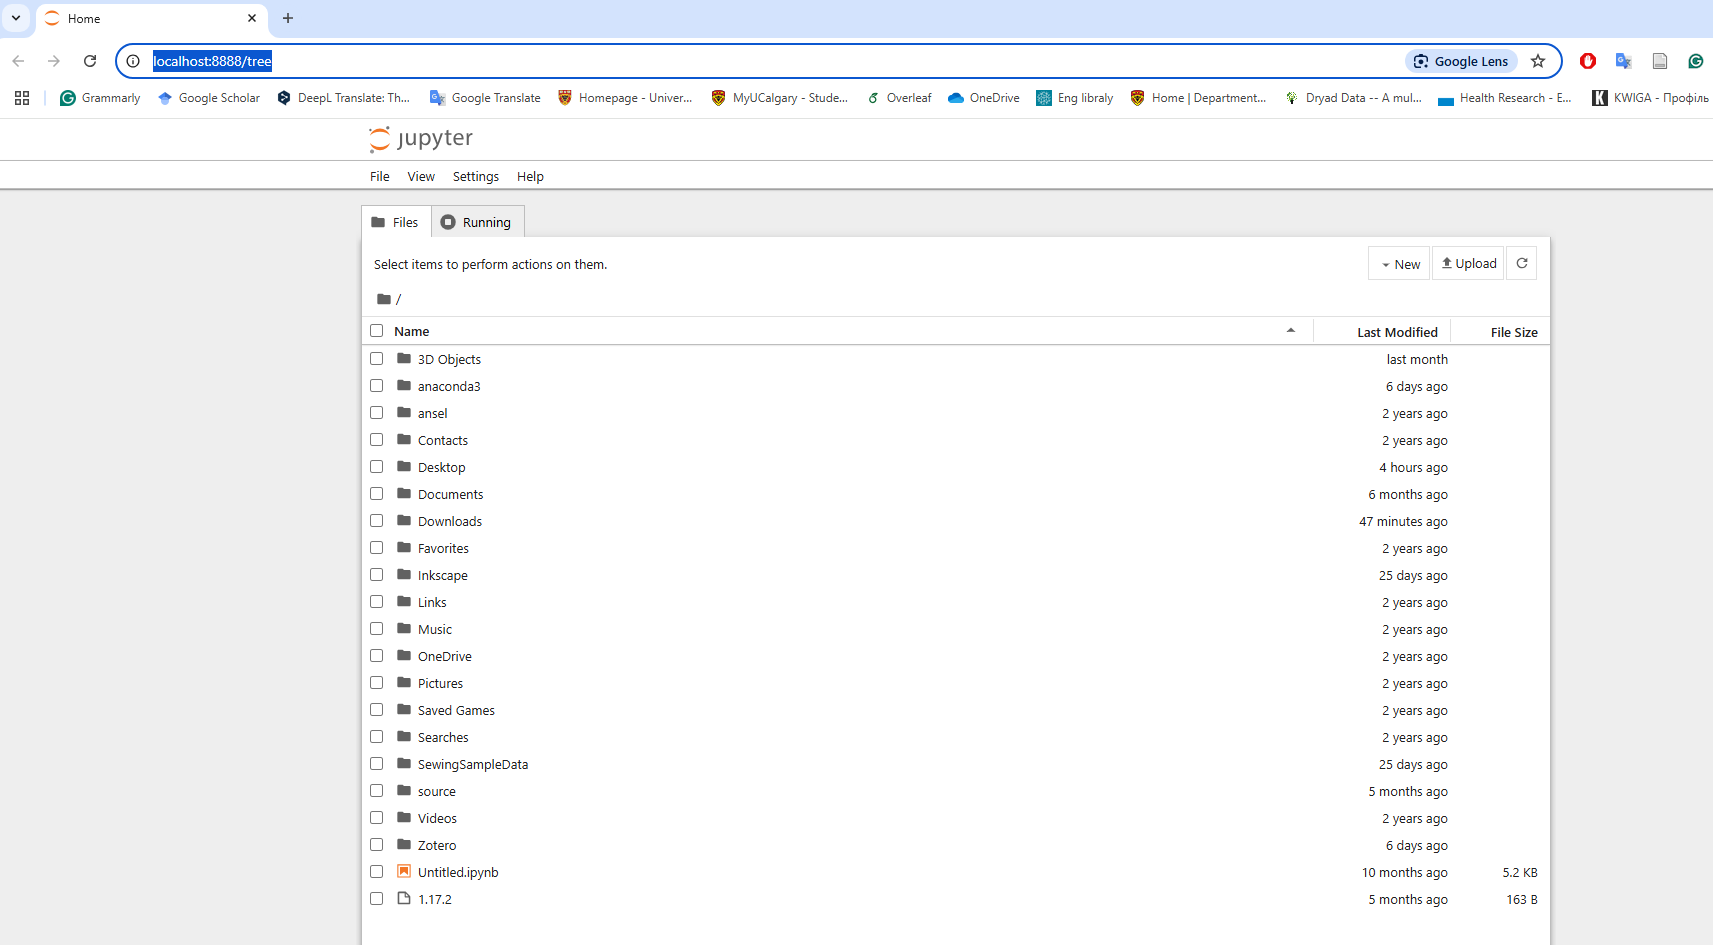 Home
localhost:8888/tree
Google Lens
Grammarly Google Scholar DeepL Translate: Th... Google Translate Homepage - Univer... MyUCalgary - Stude... Overleaf OneDrive Eng libraly Home | Department... Dryad Data -- A mul... Health Research - E... KWIGA - Профіль
jupyter
File View Settings Help
Files Running
Select items to perform actions on them. New Upload
/
Name Last Modified File Size
3D Objects last month
anaconda3 6 days ago
ansel 2 years ago
Contacts 2 years ago
Desktop 4 hours ago
Documents 6 months ago
Downloads 47 minutes ago
Favorites 2 years ago
Inkscape 25 days ago
Links 2 years ago
Music 2 years ago
OneDrive 2 years ago
Pictures 2 years ago
Saved Games 2 years ago
Searches 2 years ago
SewingSampleData 25 days ago
source 5 months ago
Videos 2 years ago
Zotero 6 days ago
Untitled.ipynb 10 months ago 5.2 KB
1.17.2 5 months ago 163 B